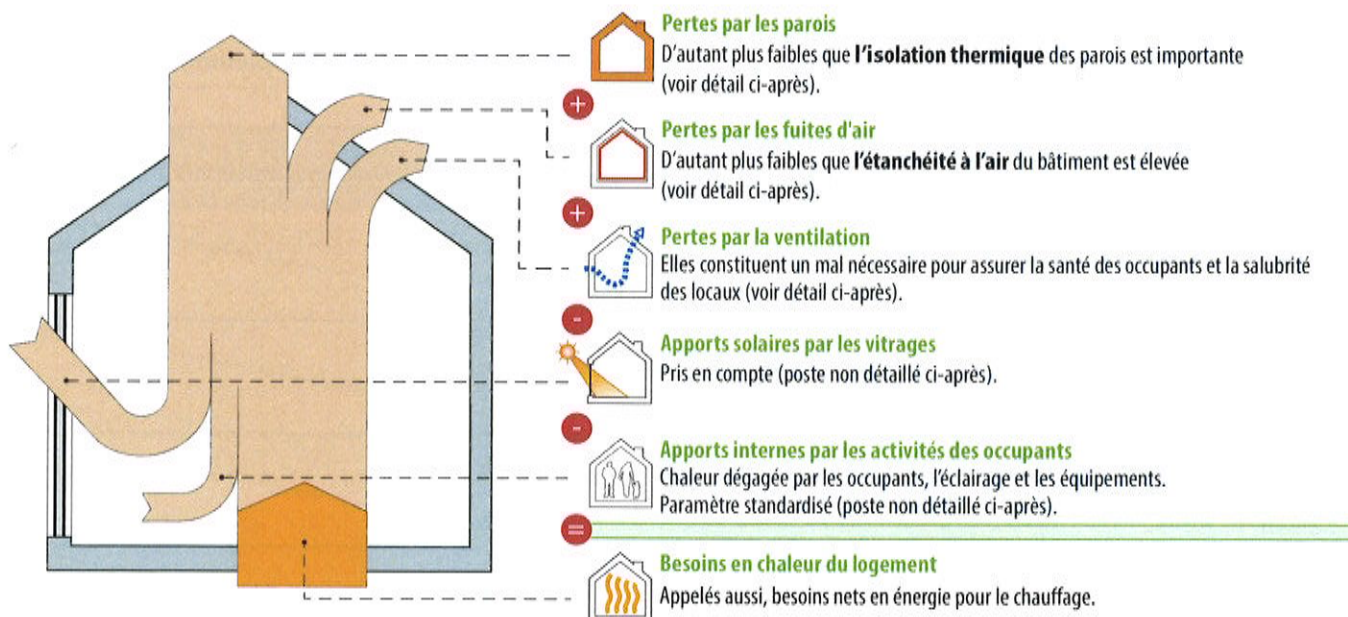 Pertes par les parois
D'autant plus faibles que l'isolation thermique des parois est importante
(voir détail ci-après).
+
Pertes par les fuites d'air
D'autant plus faibles que l'étanchéité à l'air du bâtiment est élevée
(voir détail ci-après).
+
Pertes par la ventilation
Elles constituent un mal nécessaire pour assurer la santé des occupants et la salubrité
des locaux (voir détail ci-après).
-
Apports solaires par les vitrages
Pris en compte (poste non détaillé ci-après).
-
Apports internes par les activités des occupants
Chaleur dégagée par les occupants, l'éclairage et les équipements.
Paramètre standardisé (poste non détaillé ci-après).
=
Besoins en chaleur du logement
Appelés aussi, besoins nets en énergie pour le chauffage.